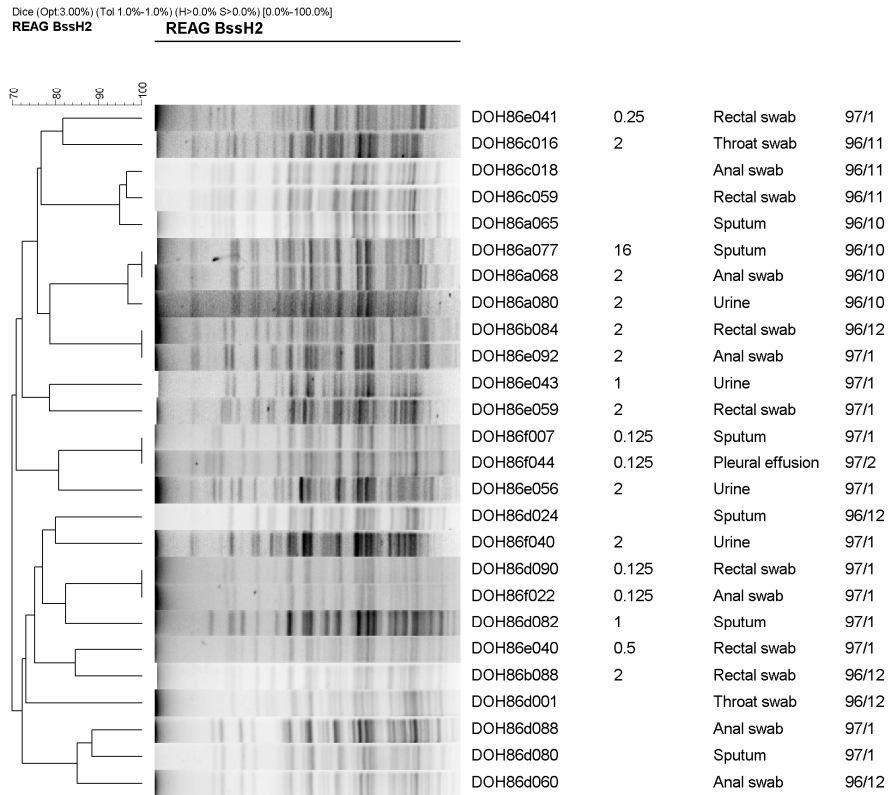 Dice (Opt:3.00%) (Tol 1.0%-1.0%) (H>0.0% S>0.0%) [0.0%-100.0%]
REAG BssH2 REAG BssH2
70 80 90 100
DOH86e041 0.25 Rectal swab 97/1
DOH86c016 2 Throat swab 96/11
DOH86c018 Anal swab 96/11
DOH86c059 Rectal swab 96/11
DOH86a065 Sputum 96/10
DOH86a077 16 Sputum 96/10
DOH86a068 2 Anal swab 96/10
DOH86a080 2 Urine 96/10
DOH86b084 2 Rectal swab 96/12
DOH86e092 2 Anal swab 97/1
DOH86e043 1 Urine 97/1
DOH86e059 2 Rectal swab 97/1
DOH86f007 0.125 Sputum 97/1
DOH86f044 0.125 Pleural effusion 97/2
DOH86e056 2 Urine 97/1
DOH86d024 Sputum 96/12
DOH86f040 2 Urine 97/1
DOH86d090 0.125 Rectal swab 97/1
DOH86f022 0.125 Anal swab 97/1
DOH86d082 1 Sputum 97/1
DOH86e040 0.5 Rectal swab 97/1
DOH86b088 2 Rectal swab 96/12
DOH86d001 Throat swab 96/12
DOH86d088 Anal swab 97/1
DOH86d080 Sputum 97/1
DOH86d060 Anal swab 96/12